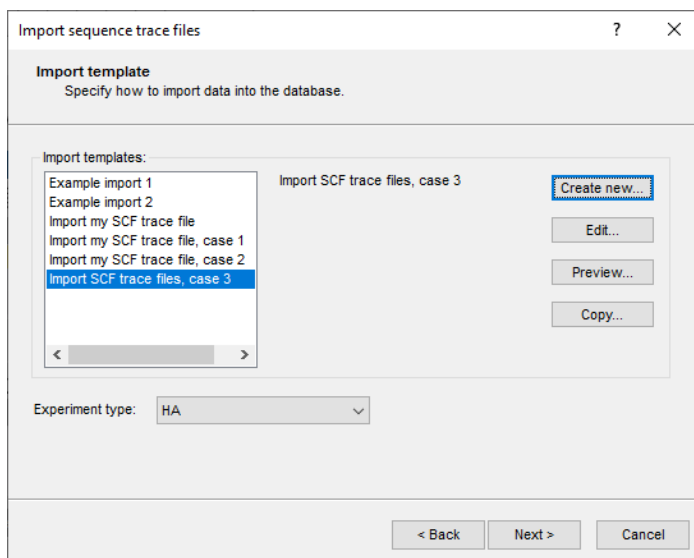 Import sequence trace files
?
Import template
Specify how to import data into the database.
Import templates:
Example import 1
Example import 2
Import my SCF trace file
Import my SCF trace file, case 1
Import my SCF trace file, case 2
Import SCF trace files, case 3
Import SCF trace files, case 3
Create new...
Edit...
Preview...
Copy...
Experiment type:
HA
< Back
Next >
Cancel